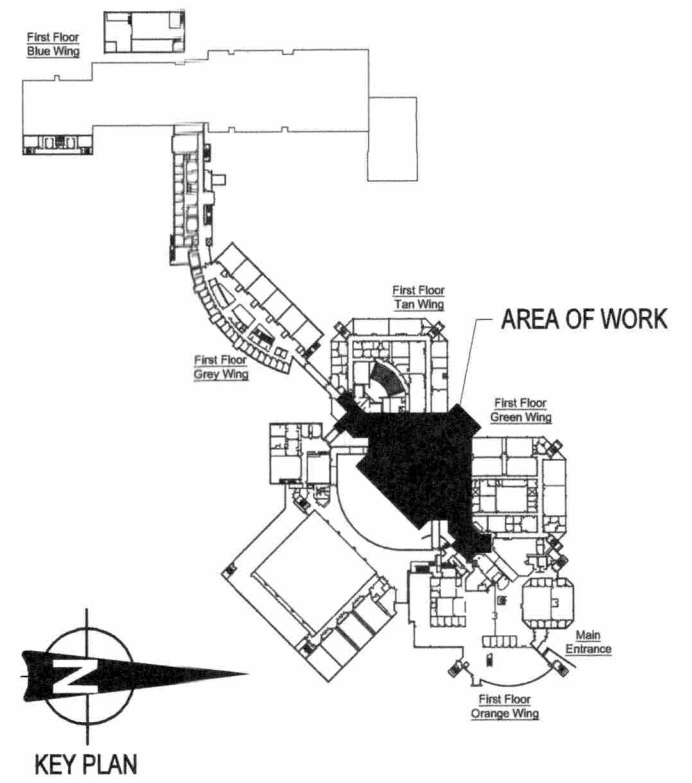 First Floor
Blue Wing
First Floor
Tan Wing
AREA OF WORK
First Floor
Grey Wing
First Floor
Green Wing
Main
Entrance
N
First Floor
Orange Wing
KEY PLAN